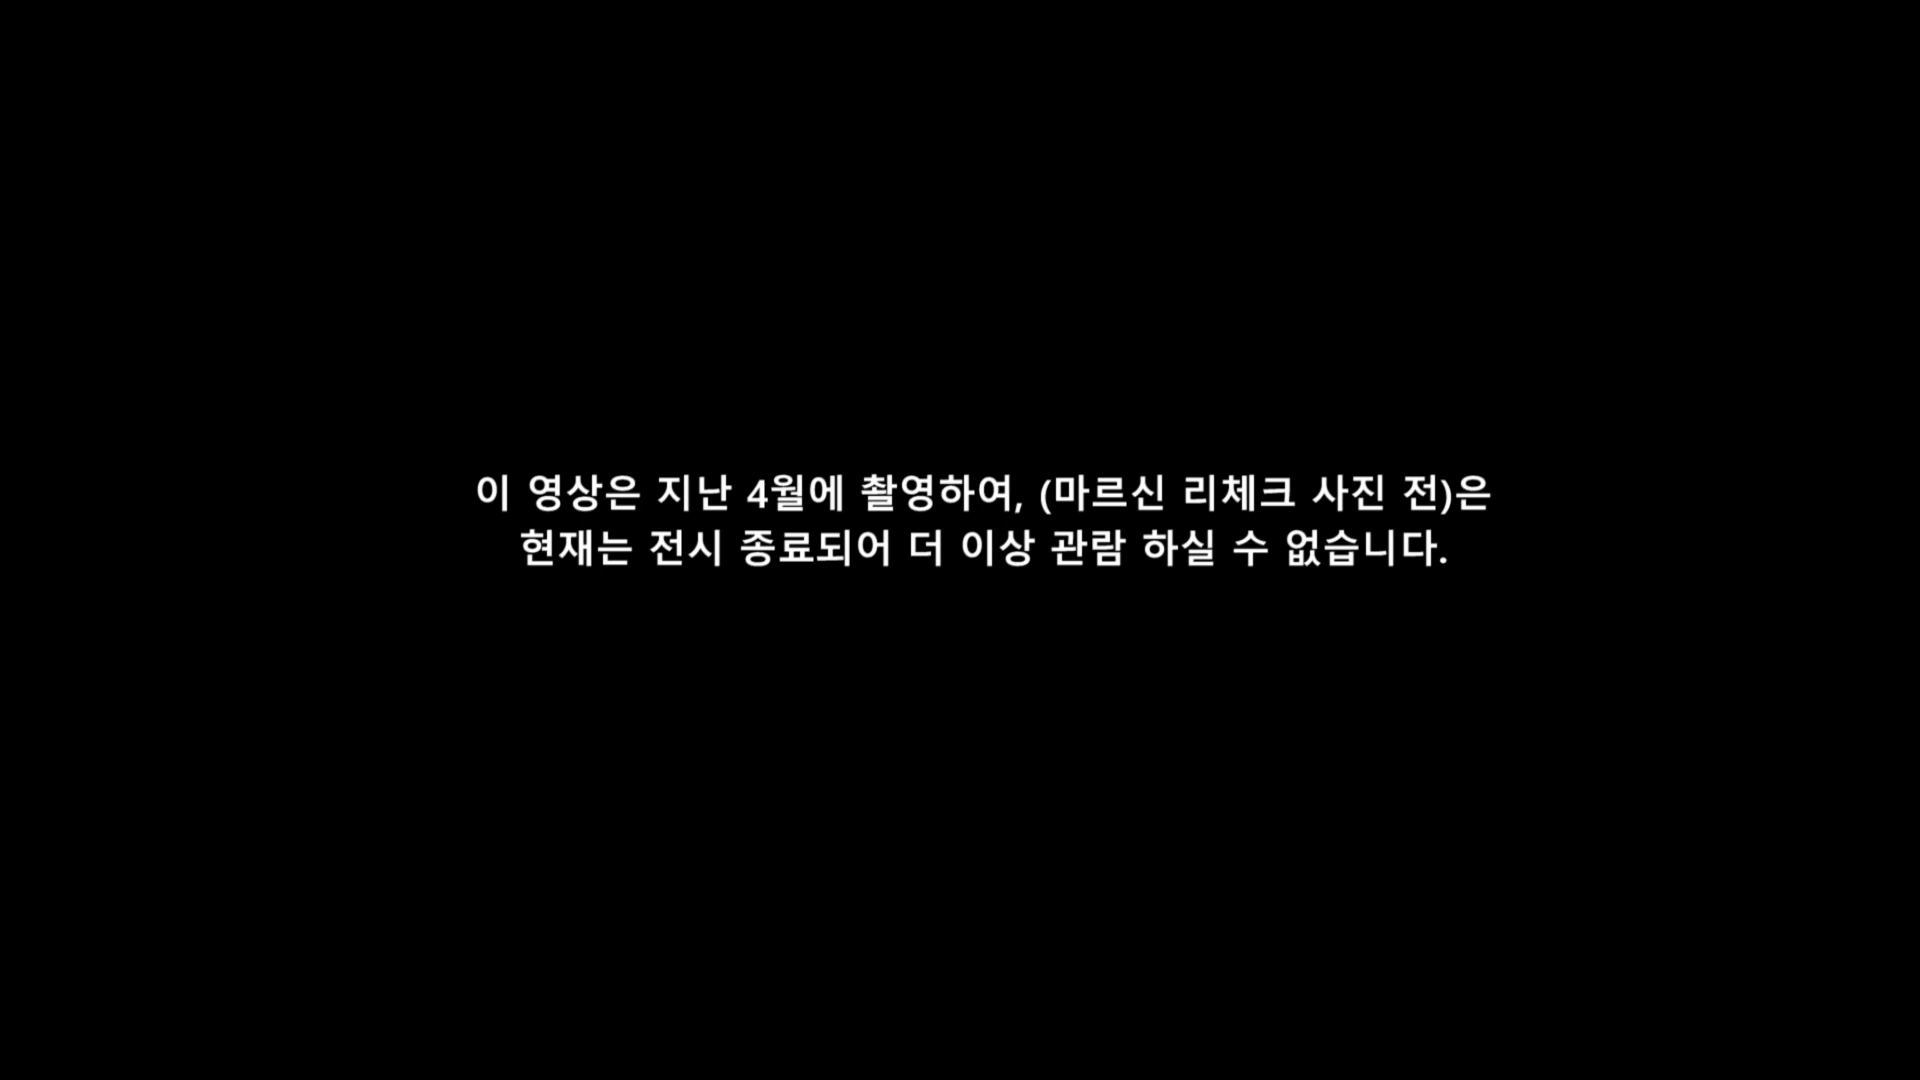 이 영상은 지난 4월에 촬영하여, (마르신 리체크 사진 전)은
현재는 전시 종료되어 더 이상 관람 하실 수 없습니다.